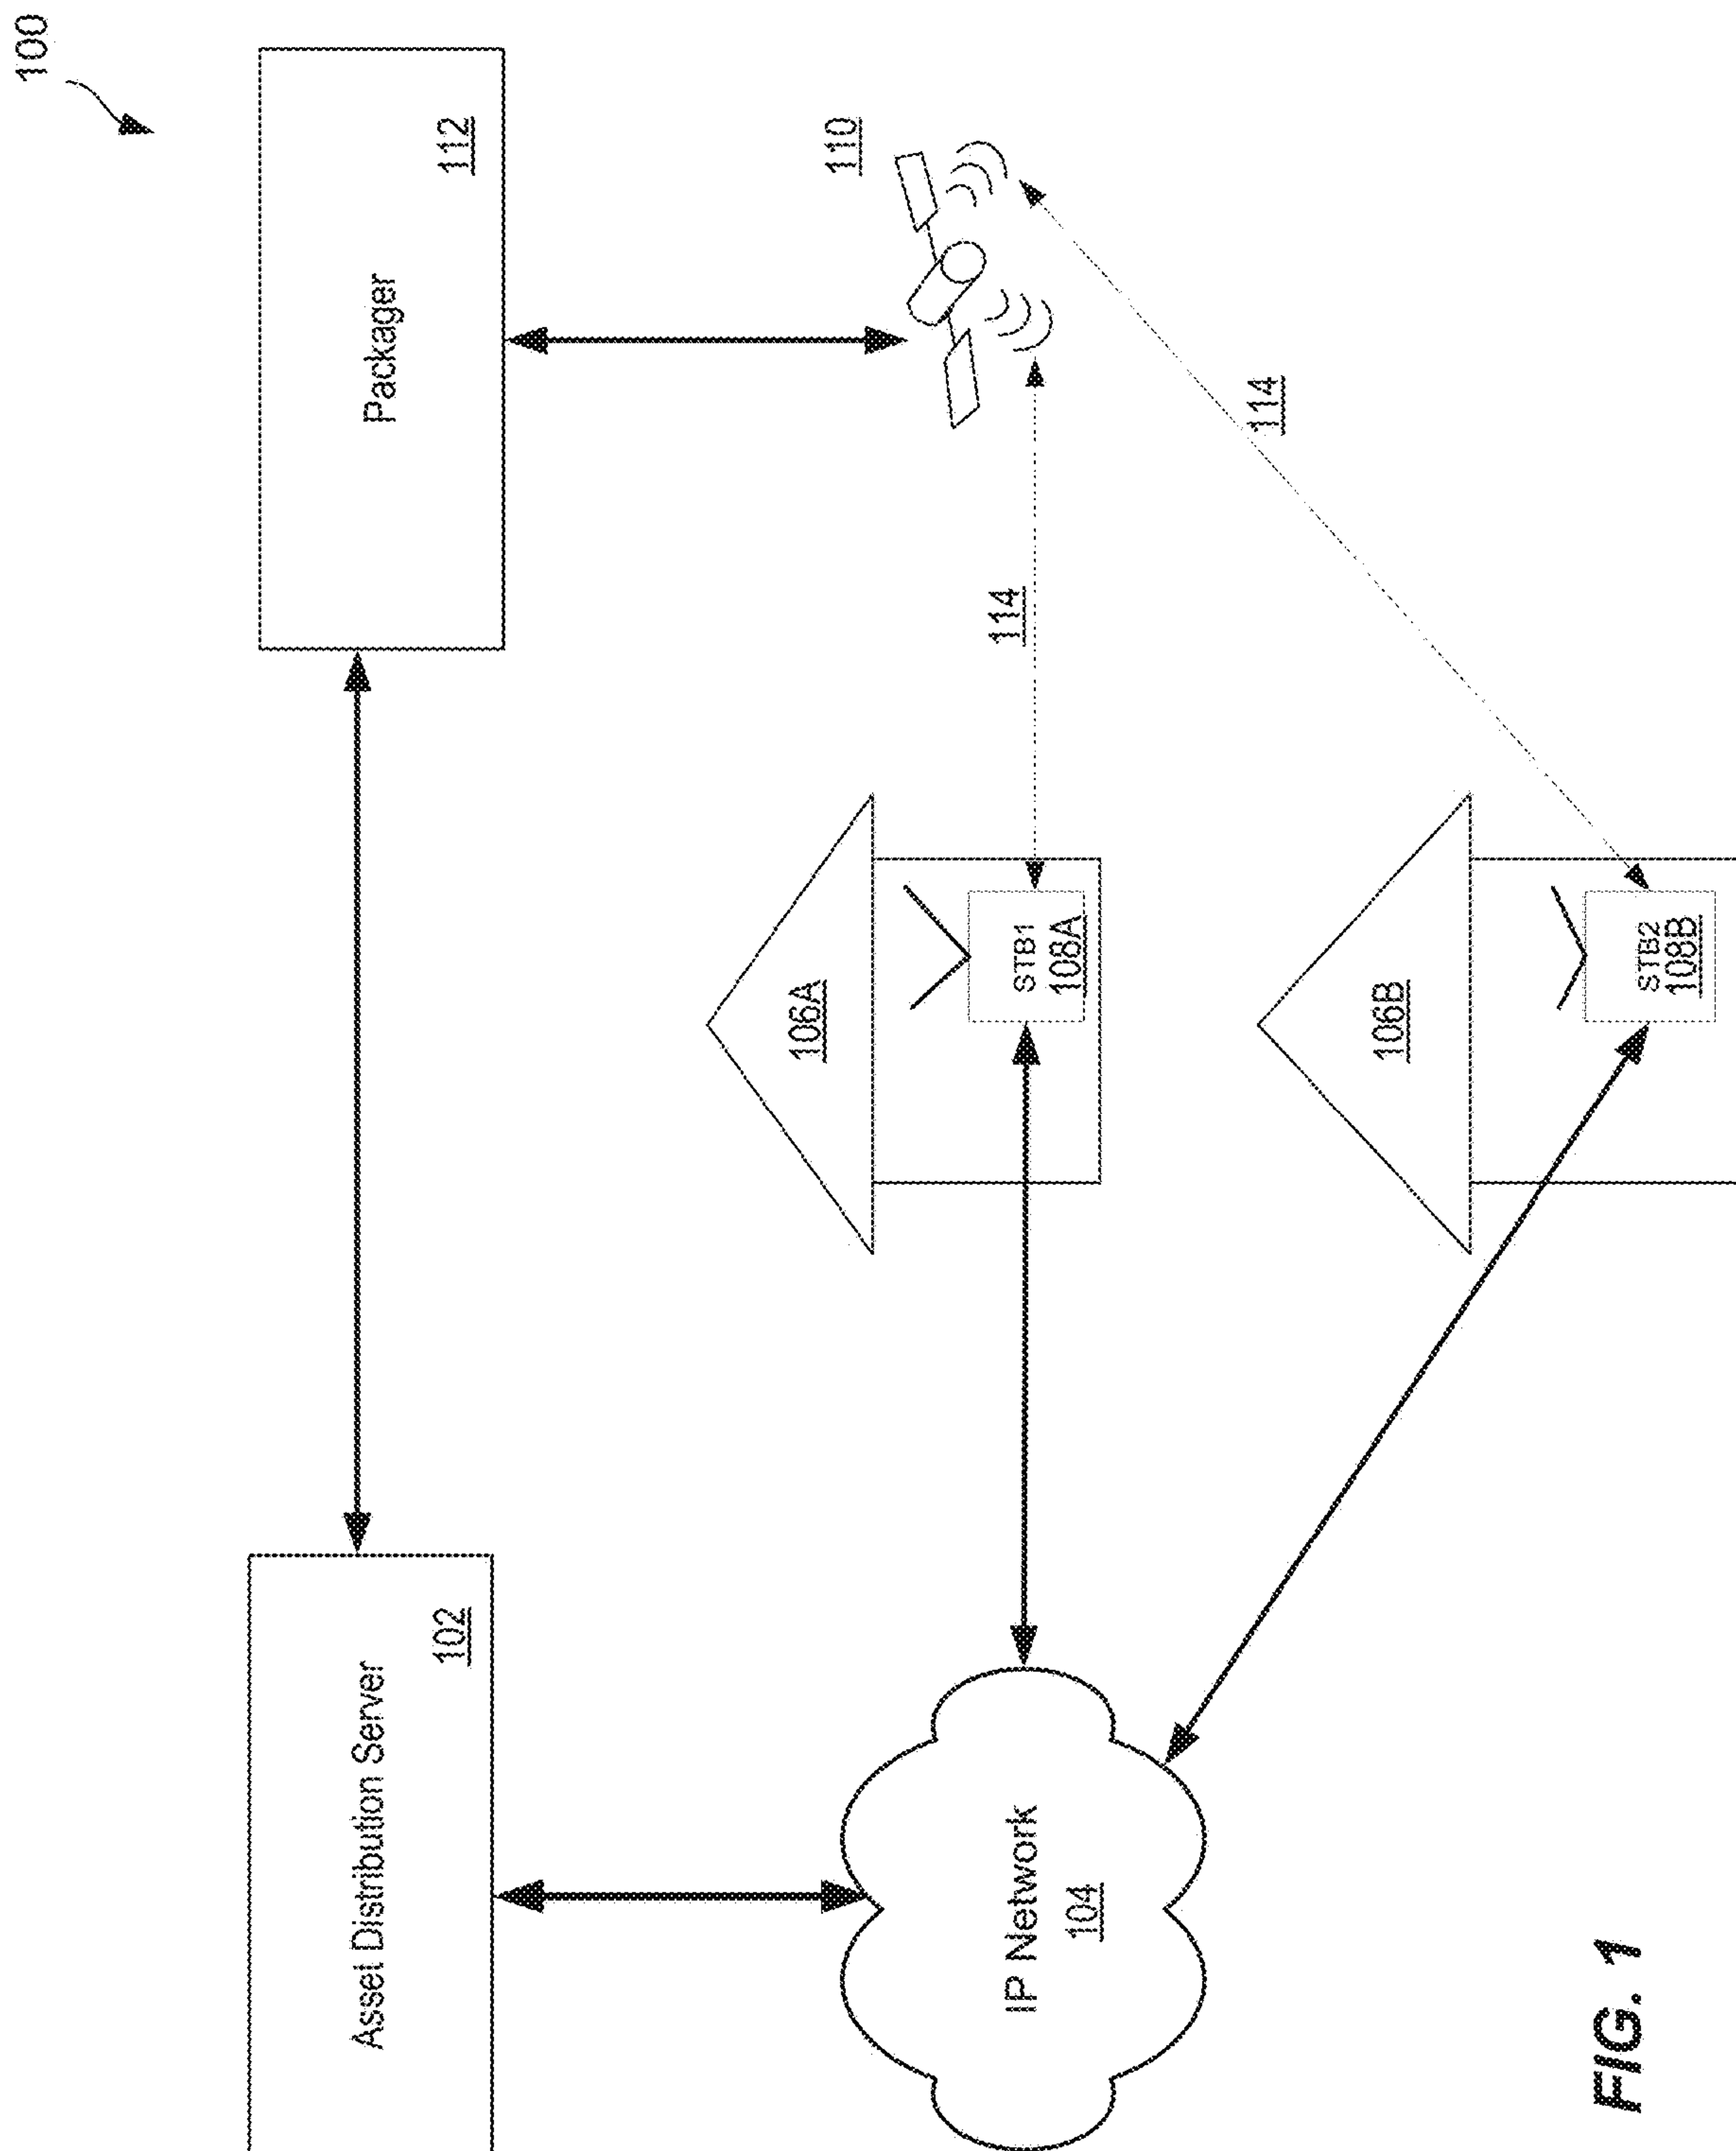 100
Asset Distribution Server
102
Packager
112
110
106A
STB1
108A
114
IP Network
104
114
106B
STB2
108B
FIG. 1